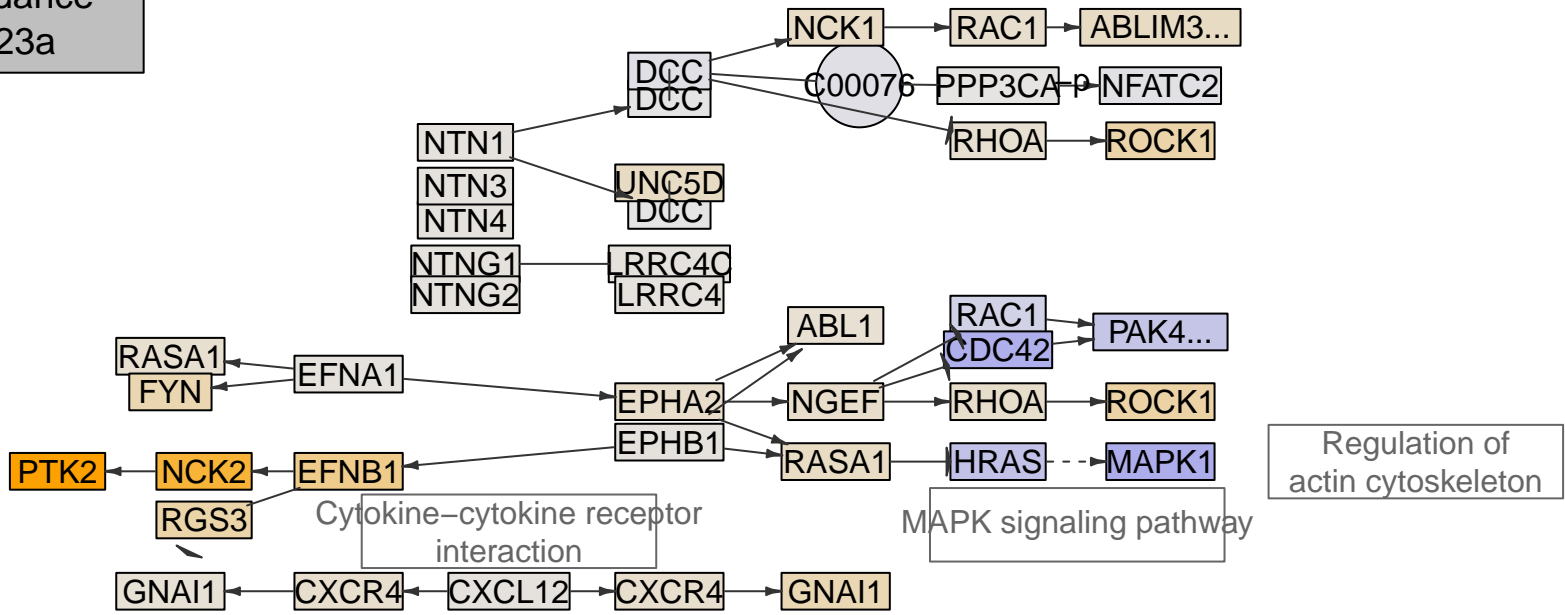 23a
NCK1
RAC1
ABLIM3...
DCC
DCC
C00076
PPP3CA
–p
NFATC2
NTN1
RHOA
ROCK1
NTN3
NTN4
UNC5D
DCC
NTNG1
NTNG2
LRRC4C
LRRC4
ABL1
RAC1
CDC42
PAK4...
RASA1
FYN
EFNA1
EPHA2
EPHB1
NGEF
RHOA
ROCK1
PTK2
NCK2
EFNB1
RASA1
HRAS
MAPK1
Regulation of
actin cytoskeleton
RGS3
Cytokine−cytokine receptor
interaction
MAPK signaling pathway
GNAI1
CXCR4
CXCL12
CXCR4
GNAI1